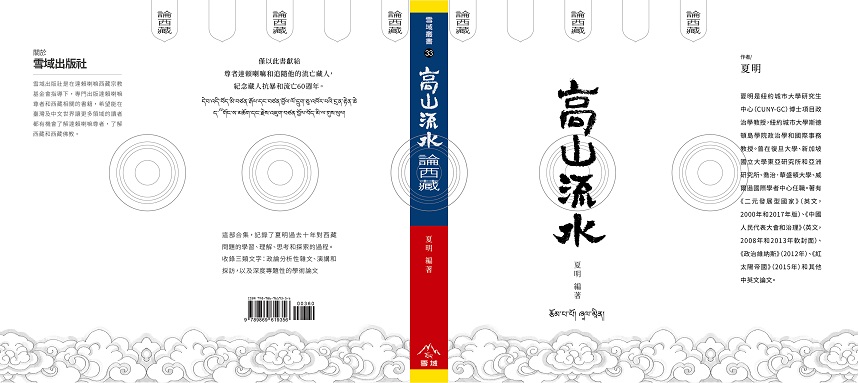 論西藏
論西藏
論西藏
論西藏
關於
雪域出版社
雪域出版社是在達賴喇嘛西藏宗教
基金會指導下，專門出版達賴喇嘛
尊者和西藏相關的書籍，希望能在
臺灣及中文世界讓更多領域的讀者
都有機會了解達賴喇嘛尊者，了解
西藏和西藏佛教。
僅以此書獻給
尊者達賴喇嘛和追隨他的流亡藏人，
紀念藏人抗暴和流亡60週年。
這部合集，記錄了夏明過去十年對西藏
問題的學習、理解、思考和探索的過程。
收錄三類文字：政論分析性雜文、演講和
採訪，以及深度專題性的學術論文
00360
雪域叢書
33
高山流水
論西藏
夏明 編著
雪域
高山流水
夏明 編著
作者/
夏明
夏明是紐約城市大學研究生
中心（CUNY-GC）博士項目政
治學教授、紐約城市大學斯德
頓島學院政治學和國際事務
教授。曾在復旦大學、新加坡
國立大學東亞研究所和亞洲
研究所、喬治·華盛頓大學、威
爾遜國際學者中心任職。著有
《二元發展型國家》（英文，
2000年和2017年版）、《中國
人民代表大會和治理》（英文，
2008年和2013年軟封面）、
《政治維納斯》（2012年）、《紅
太陽帝國》（2015年）和其他
中英文論文。